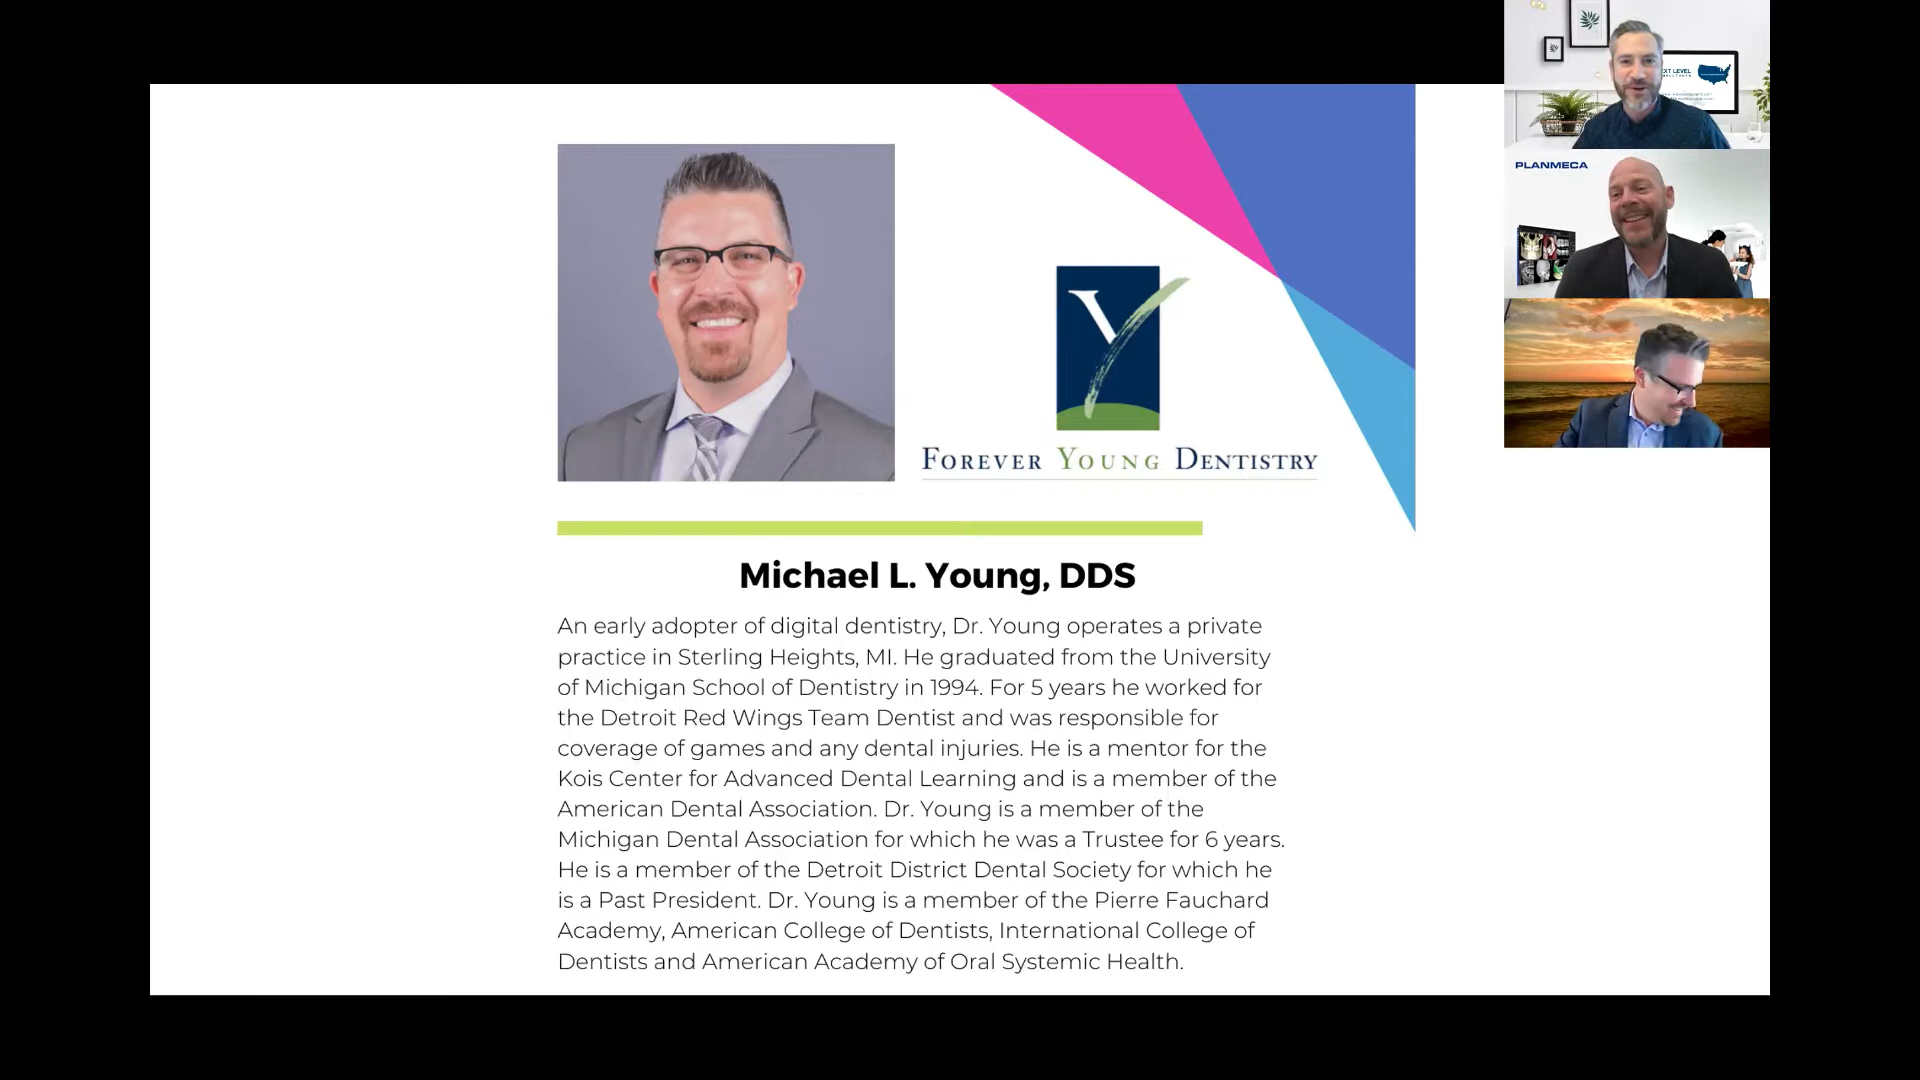 XT LEVEL
PLANMECA
FOREVER YOUNG DENTISTRY
Michael L. Young, DDS
An early adopter of digital dentistry, Dr. Young operates a private
practice in Sterling Heights, MI. He graduated from the University
of Michigan School of Dentistry in 1994. For 5 years he worked for
the Detroit Red Wings Team Dentist and was responsible for
coverage of games and any dental injuries. He is a mentor for the
Kois Center for Advanced Dental Learning and is a member of the
American Dental Association. Dr. Young is a member of the
Michigan Dental Association for which he was a Trustee for 6 years.
He is a member of the Detroit District Dental Society for which he
is a Past President. Dr. Young is a member of the Pierre Fauchard
Academy, American College of Dentists, International College of
Dentists and American Academy of Oral Systemic Health.